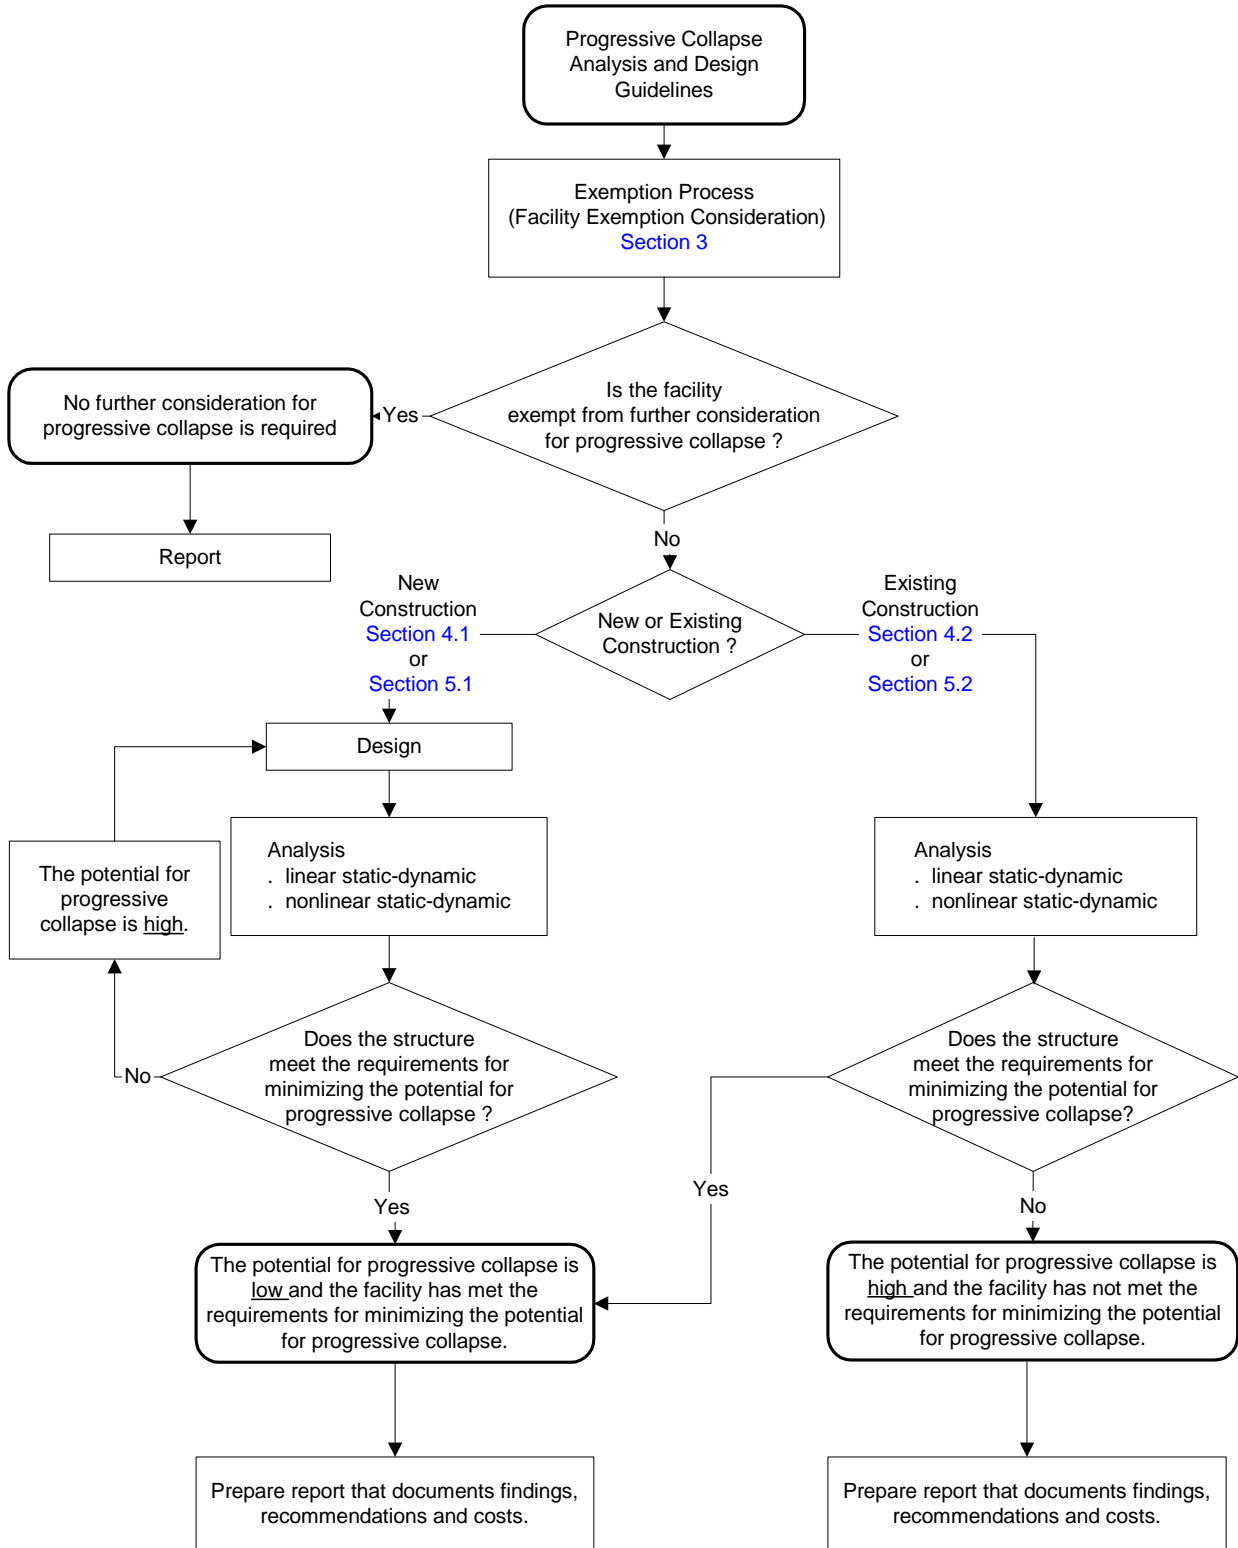 Progressive Collapse
Analysis and Design
Guidelines
Exemption Process
(Facility Exemption Consideration)
Section 3
Is the facility
exempt from further consideration
for progressive collapse ?
Yes
No further consideration for
progressive collapse is required
Report
No
New or Existing
Construction ?
New
Construction
Section 4.1
or
Section 5.1
Existing
Construction
Section 4.2
or
Section 5.2
Design
Analysis
. linear static-dynamic
. nonlinear static-dynamic
The potential for
progressive
collapse is high.
Analysis
. linear static-dynamic
. nonlinear static-dynamic
Does the structure
meet the requirements for
minimizing the potential for
progressive collapse ?
No
Does the structure
meet the requirements for
minimizing the potential for
progressive collapse?
Yes
Yes
No
The potential for progressive collapse is
low and the facility has met the
requirements for minimizing the potential
for progressive collapse.
The potential for progressive collapse is
high and the facility has not met the
requirements for minimizing the potential
for progressive collapse.
Prepare report that documents findings,
recommendations and costs.
Prepare report that documents findings,
recommendations and costs.